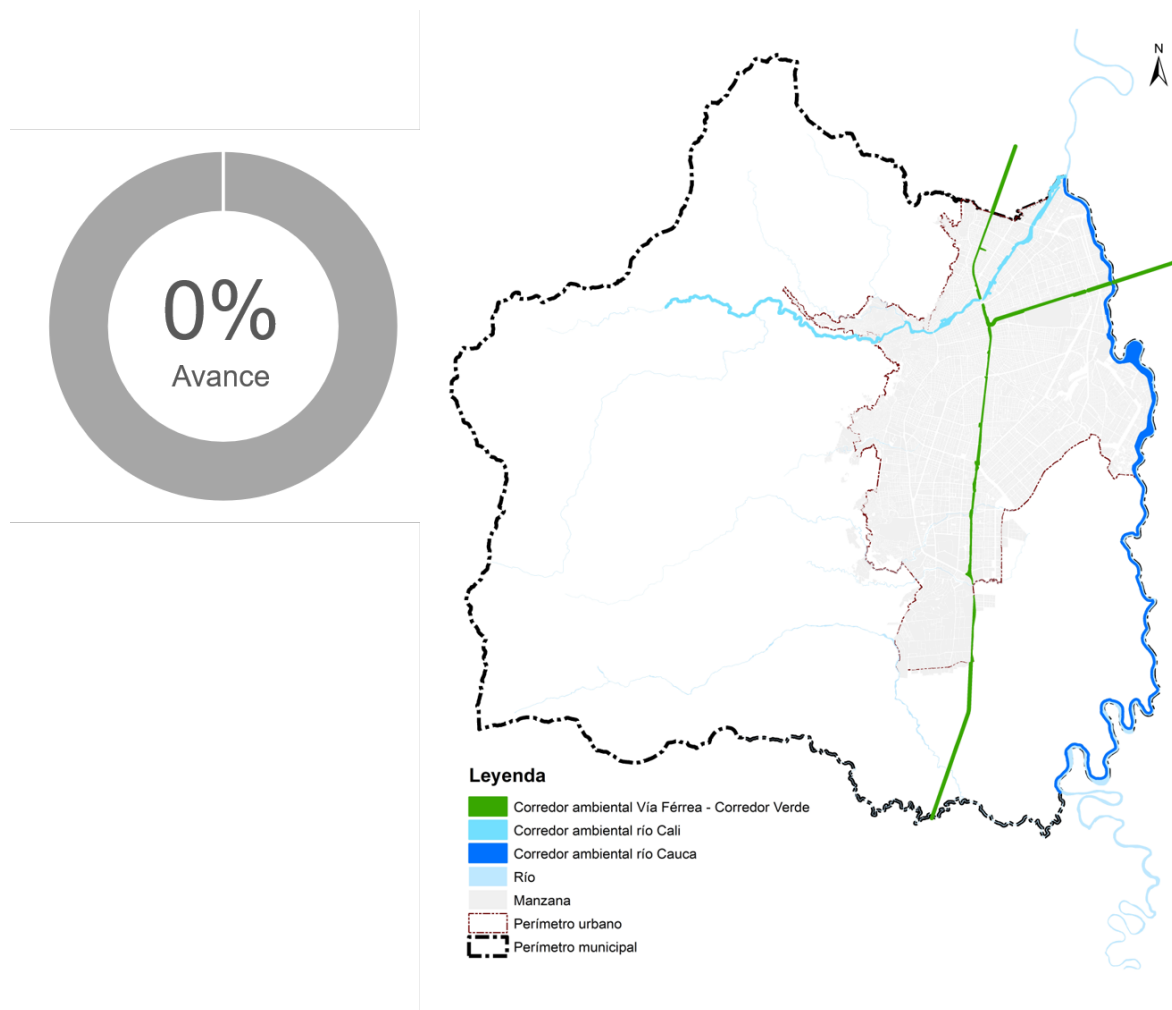 0%
Avance
N
Leyenda
Corredor ambiental Vía Férrea - Corredor Verde
Corredor ambiental río Cali
Corredor ambiental río Cauca
Río
Manzana
Perímetro urbano
Perímetro municipal